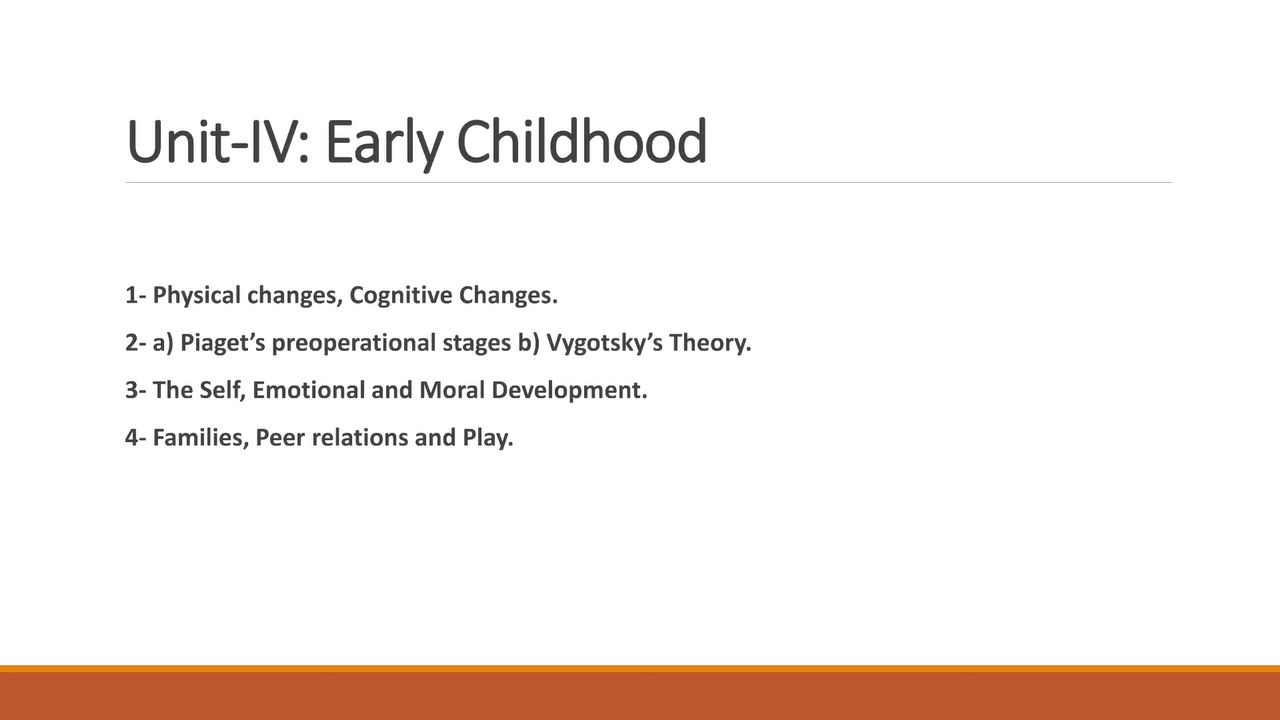 Unit-IV: Early Childhood
1- Physical changes, Cognitive Changes.
2- a) Piaget’s preoperational stages b) Vygotsky’s Theory.
3- The Self, Emotional and Moral Development.
4- Families, Peer relations and Play.